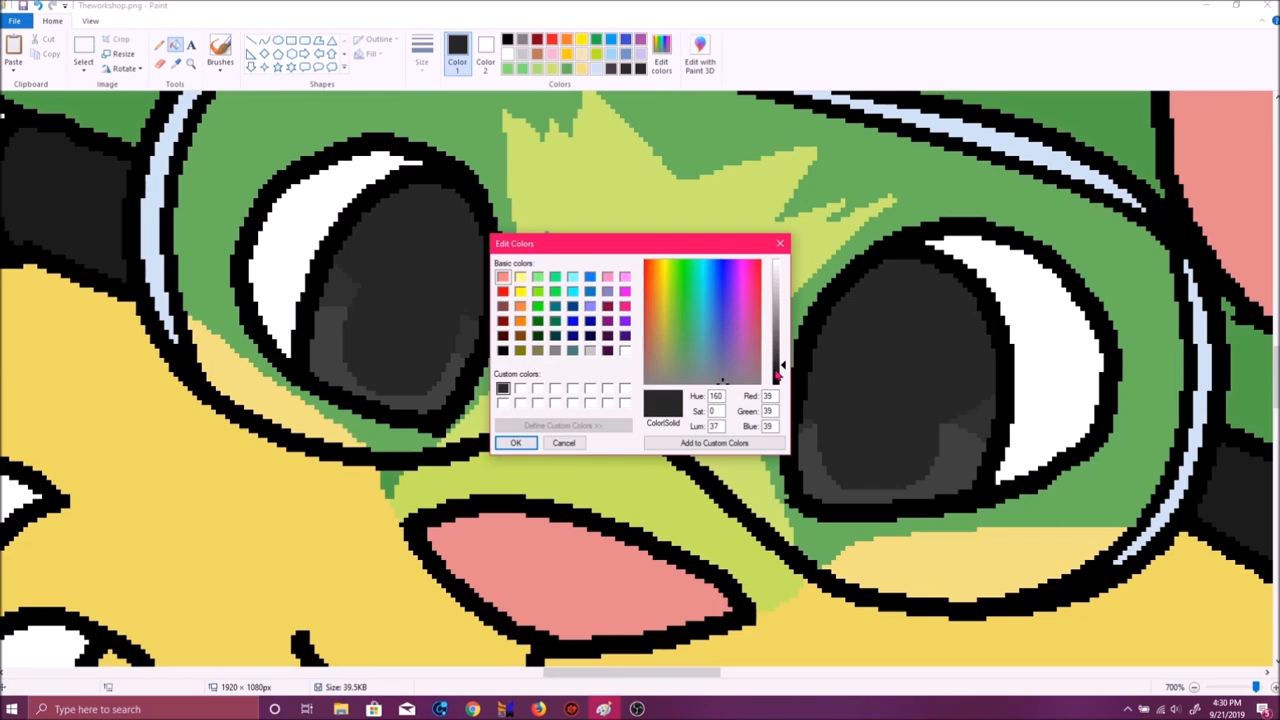 Theworkshop.png - Paint
File Home View
Paste
Cut
Copy
Clipboard
Select
Crop
Resize
Rotate
Image
A
Tools
Brushes
Outline
Fill
Shapes
Size
Color 1
Color 2
Edit colors
Colors
Edit with Paint 3D
Edit Colors
Basic colors:
Custom colors:
Define Custom Colors >>
OK
Cancel
Color|Solid
Hue: 160
Sat: 0
Lum: 37
Red: 39
Green: 39
Blue: 39
Add to Custom Colors
1920 × 1080px
Size: 39.5KB
700%
Type here to search
4:30 PM
9/21/2019